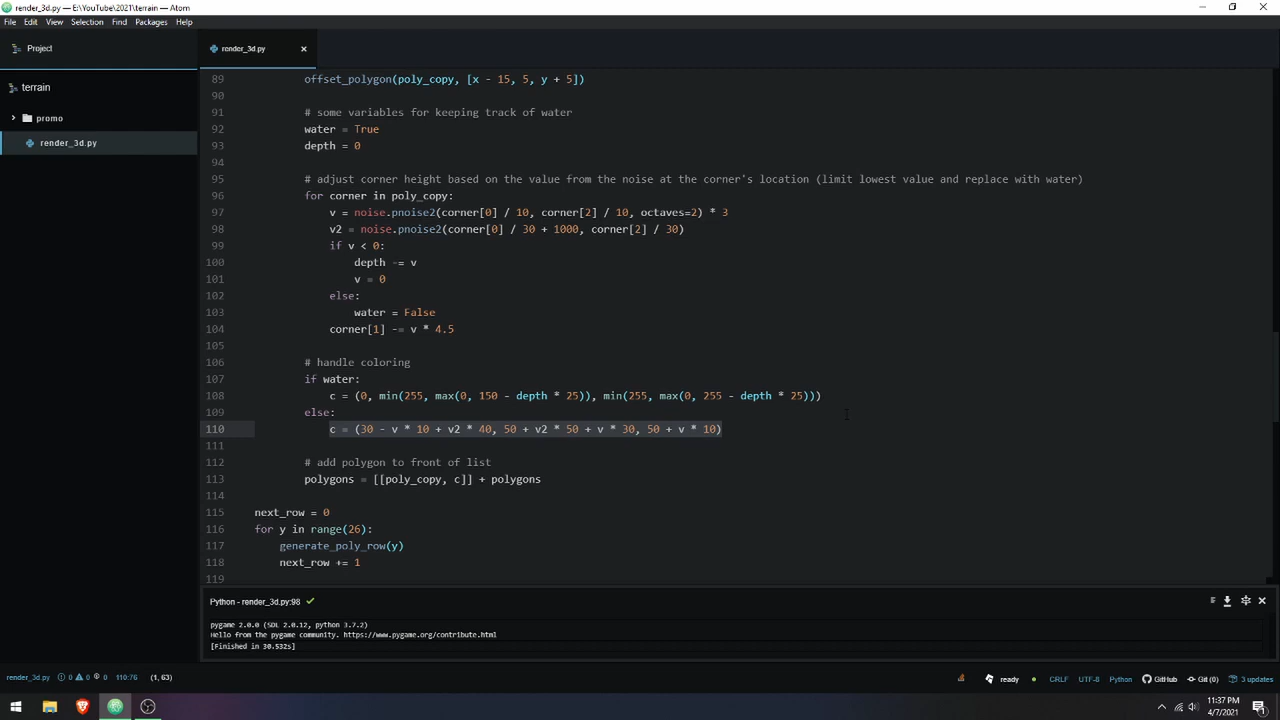 render_3d.py — E:\YouTube\2021\terrain — Atom
File Edit View Selection Find Packages Help
Project
render_3d.py
terrain
promo
render_3d.py
89 offset_polygon(poly_copy, [x - 15, 5, y + 5])
90
91 # some variables for keeping track of water
92 water = True
93 depth = 0
94
95 # adjust corner height based on the value from the noise at the corner's location (limit lowest value and replace with water)
96 for corner in poly_copy:
97 v = noise.pnoise2(corner[0] / 10, corner[2] / 10, octaves=2) * 3
98 v2 = noise.pnoise2(corner[0] / 30 + 1000, corner[2] / 30)
99 if v < 0:
100 depth -= v
101 v = 0
102 else:
103 water = False
104 corner[1] -= v * 4.5
105
106 # handle coloring
107 if water:
108 c = (0, min(255, max(0, 150 - depth * 25)), min(255, max(0, 255 - depth * 25)))
109 else:
110 c = (30 - v * 10 + v2 * 40, 50 + v2 * 50 + v * 30, 50 + v * 10)
111
112 # add polygon to front of list
113 polygons = [[poly_copy, c]] + polygons
114
115 next_row = 0
116 for y in range(26):
117 generate_poly_row(y)
118 next_row += 1
119
Python - render_3d.py:98
pygame 2.0.0 (SDL 2.0.12, python 3.7.2)
Hello from the pygame community. https://www.pygame.org/contribute.html
[Finished in 30.532s]
render_3d.py 0 0 0 110:76 (1, 63) ready CRLF UTF-8 Python GitHub Git (0) 3 updates
11:37 PM
4/7/2021
1